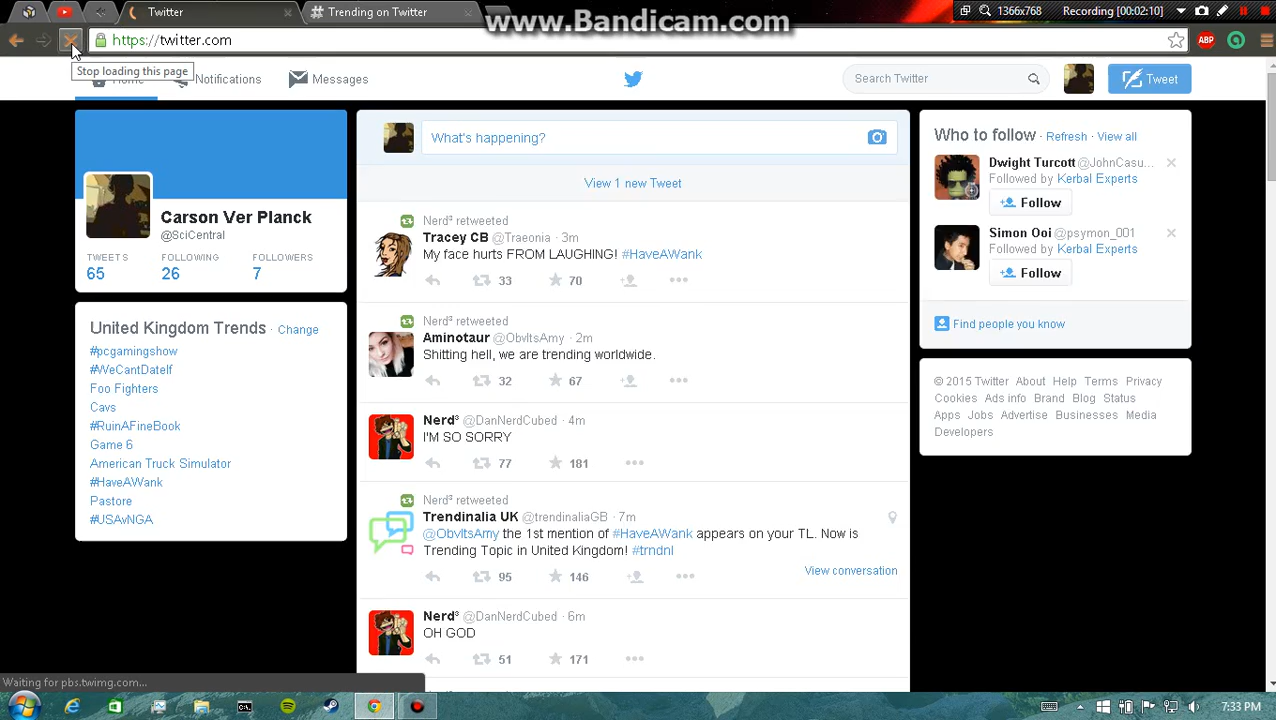 www.Bandicam.com
1366x768
Recording [00:02:10]
Twitter
# Trending on Twitter
https://twitter.com
ABP
Stop loading this page
Notifications
Messages
Search Twitter
Tweet
What's happening?
View 1 new Tweet
Carson Ver Planck
@SciCentral
TWEETS FOLLOWING FOLLOWERS
65 26 7
United Kingdom Trends · Change
#pcgamingshow
#WeCantDateIf
Foo Fighters
Cavs
#RuinAFineBook
Game 6
American Truck Simulator
#HaveAWank
Pastore
#USAvNGA
Nerd³ retweeted
Tracey CB @Traeonia · 3m
My face hurts FROM LAUGHING! #HaveAWank
33 70
Nerd³ retweeted
Aminotaur @ObvItsAmy · 2m
Shitting hell, we are trending worldwide.
32 67
Nerd³ @DanNerdCubed · 4m
I'M SO SORRY
77 181
Nerd³ retweeted
Trendinalia UK @trendinaliaGB · 7m
@ObvItsAmy the 1st mention of #HaveAWank appears on your TL. Now is
Trending Topic in United Kingdom! #trndnl
View conversation
95 146
Nerd³ @DanNerdCubed · 6m
OH GOD
51 171
Who to follow · Refresh · View all
Dwight Turcott @JohnCasu...
Followed by Kerbal Experts
Follow
Simon Ooi @psymon_001
Followed by Kerbal Experts
Follow
Find people you know
© 2015 Twitter About Help Terms Privacy
Cookies Ads info Brand Blog Status
Apps Jobs Advertise Businesses Media
Developers
Waiting for pbs.twimg.com...
7:33 PM